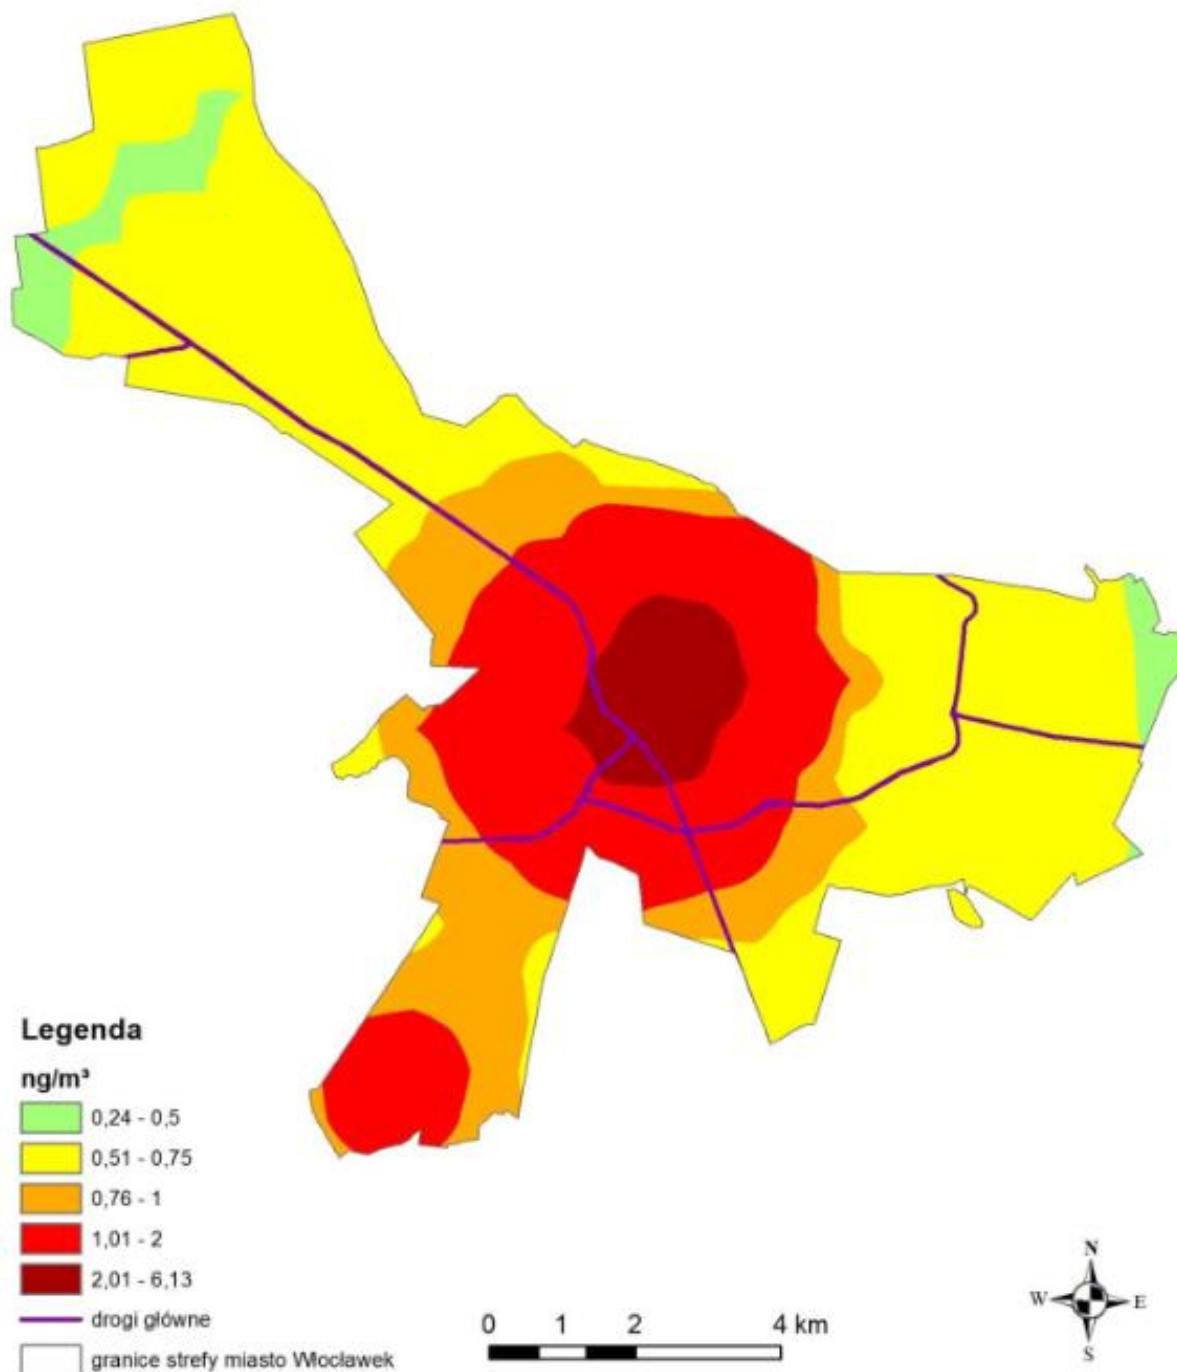 Legenda
ng/m³
0,24 - 0,5
0,51 - 0,75
0,76 - 1
1,01 - 2
2,01 - 6,13
drogi główne
granice strefy miasto Włocławek
0 1 2 4 km
N
W E
S